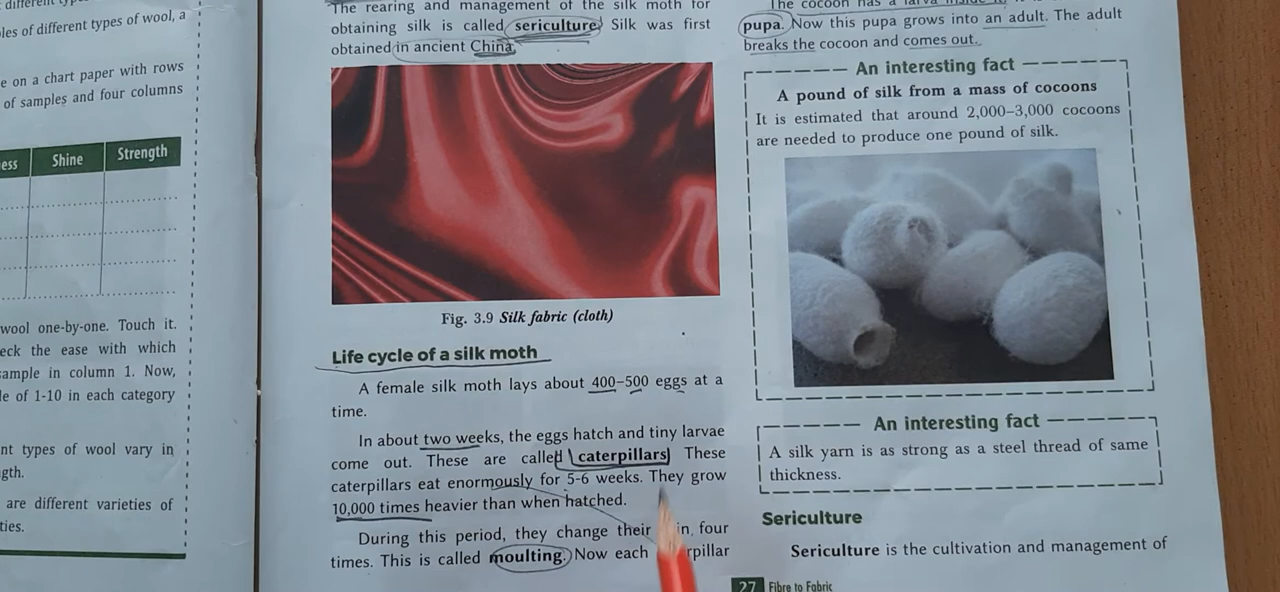 les of different types of wool, a
e on a chart paper with rows
of samples and four columns
ess Shine Strength
wool one-by-one. Touch it.
eck the ease with which
ample in column 1. Now,
le of 1-10 in each category
nt types of wool vary in
gth.
are different varieties of
ties.
The rearing and management of the silk moth for
obtaining silk is called sericulture. Silk was first
obtained in ancient China.
Fig. 3.9 Silk fabric (cloth)
Life cycle of a silk moth
A female silk moth lays about 400–500 eggs at a
time.
In about two weeks, the eggs hatch and tiny larvae
come out. These are called caterpillars. These
caterpillars eat enormously for 5-6 weeks. They grow
10,000 times heavier than when hatched.
During this period, they change their in four
times. This is called moulting. Now each rpillar
The cocoon has a larva inside
pupa. Now this pupa grows into an adult. The adult
breaks the cocoon and comes out.
An interesting fact
A pound of silk from a mass of cocoons
It is estimated that around 2,000–3,000 cocoons
are needed to produce one pound of silk.
An interesting fact
A silk yarn is as strong as a steel thread of same
thickness.
Sericulture
Sericulture is the cultivation and management of
27 Fibre to Fabric